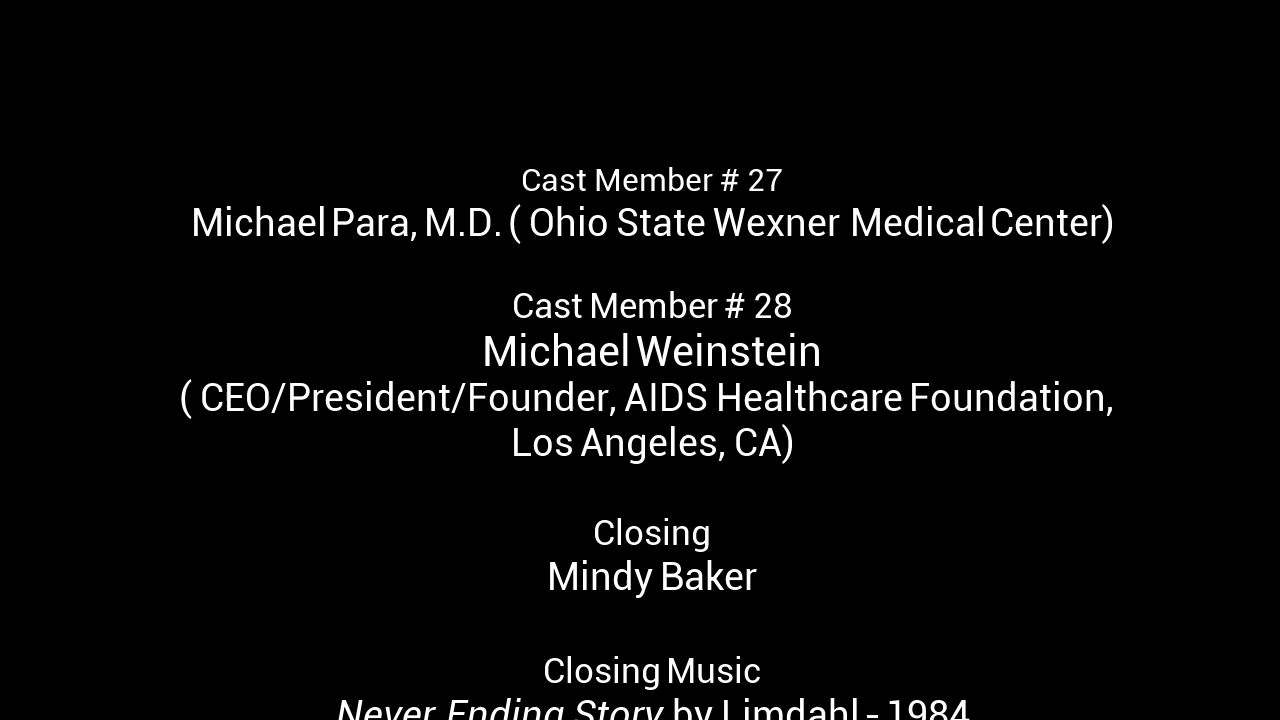 Cast Member # 27
Michael Para, M.D. ( Ohio State Wexner Medical Center)
Cast Member # 28
Michael Weinstein
( CEO/President/Founder, AIDS Healthcare Foundation,
Los Angeles, CA)
Closing
Mindy Baker
Closing Music
Never Ending Story by Limdahl - 1984